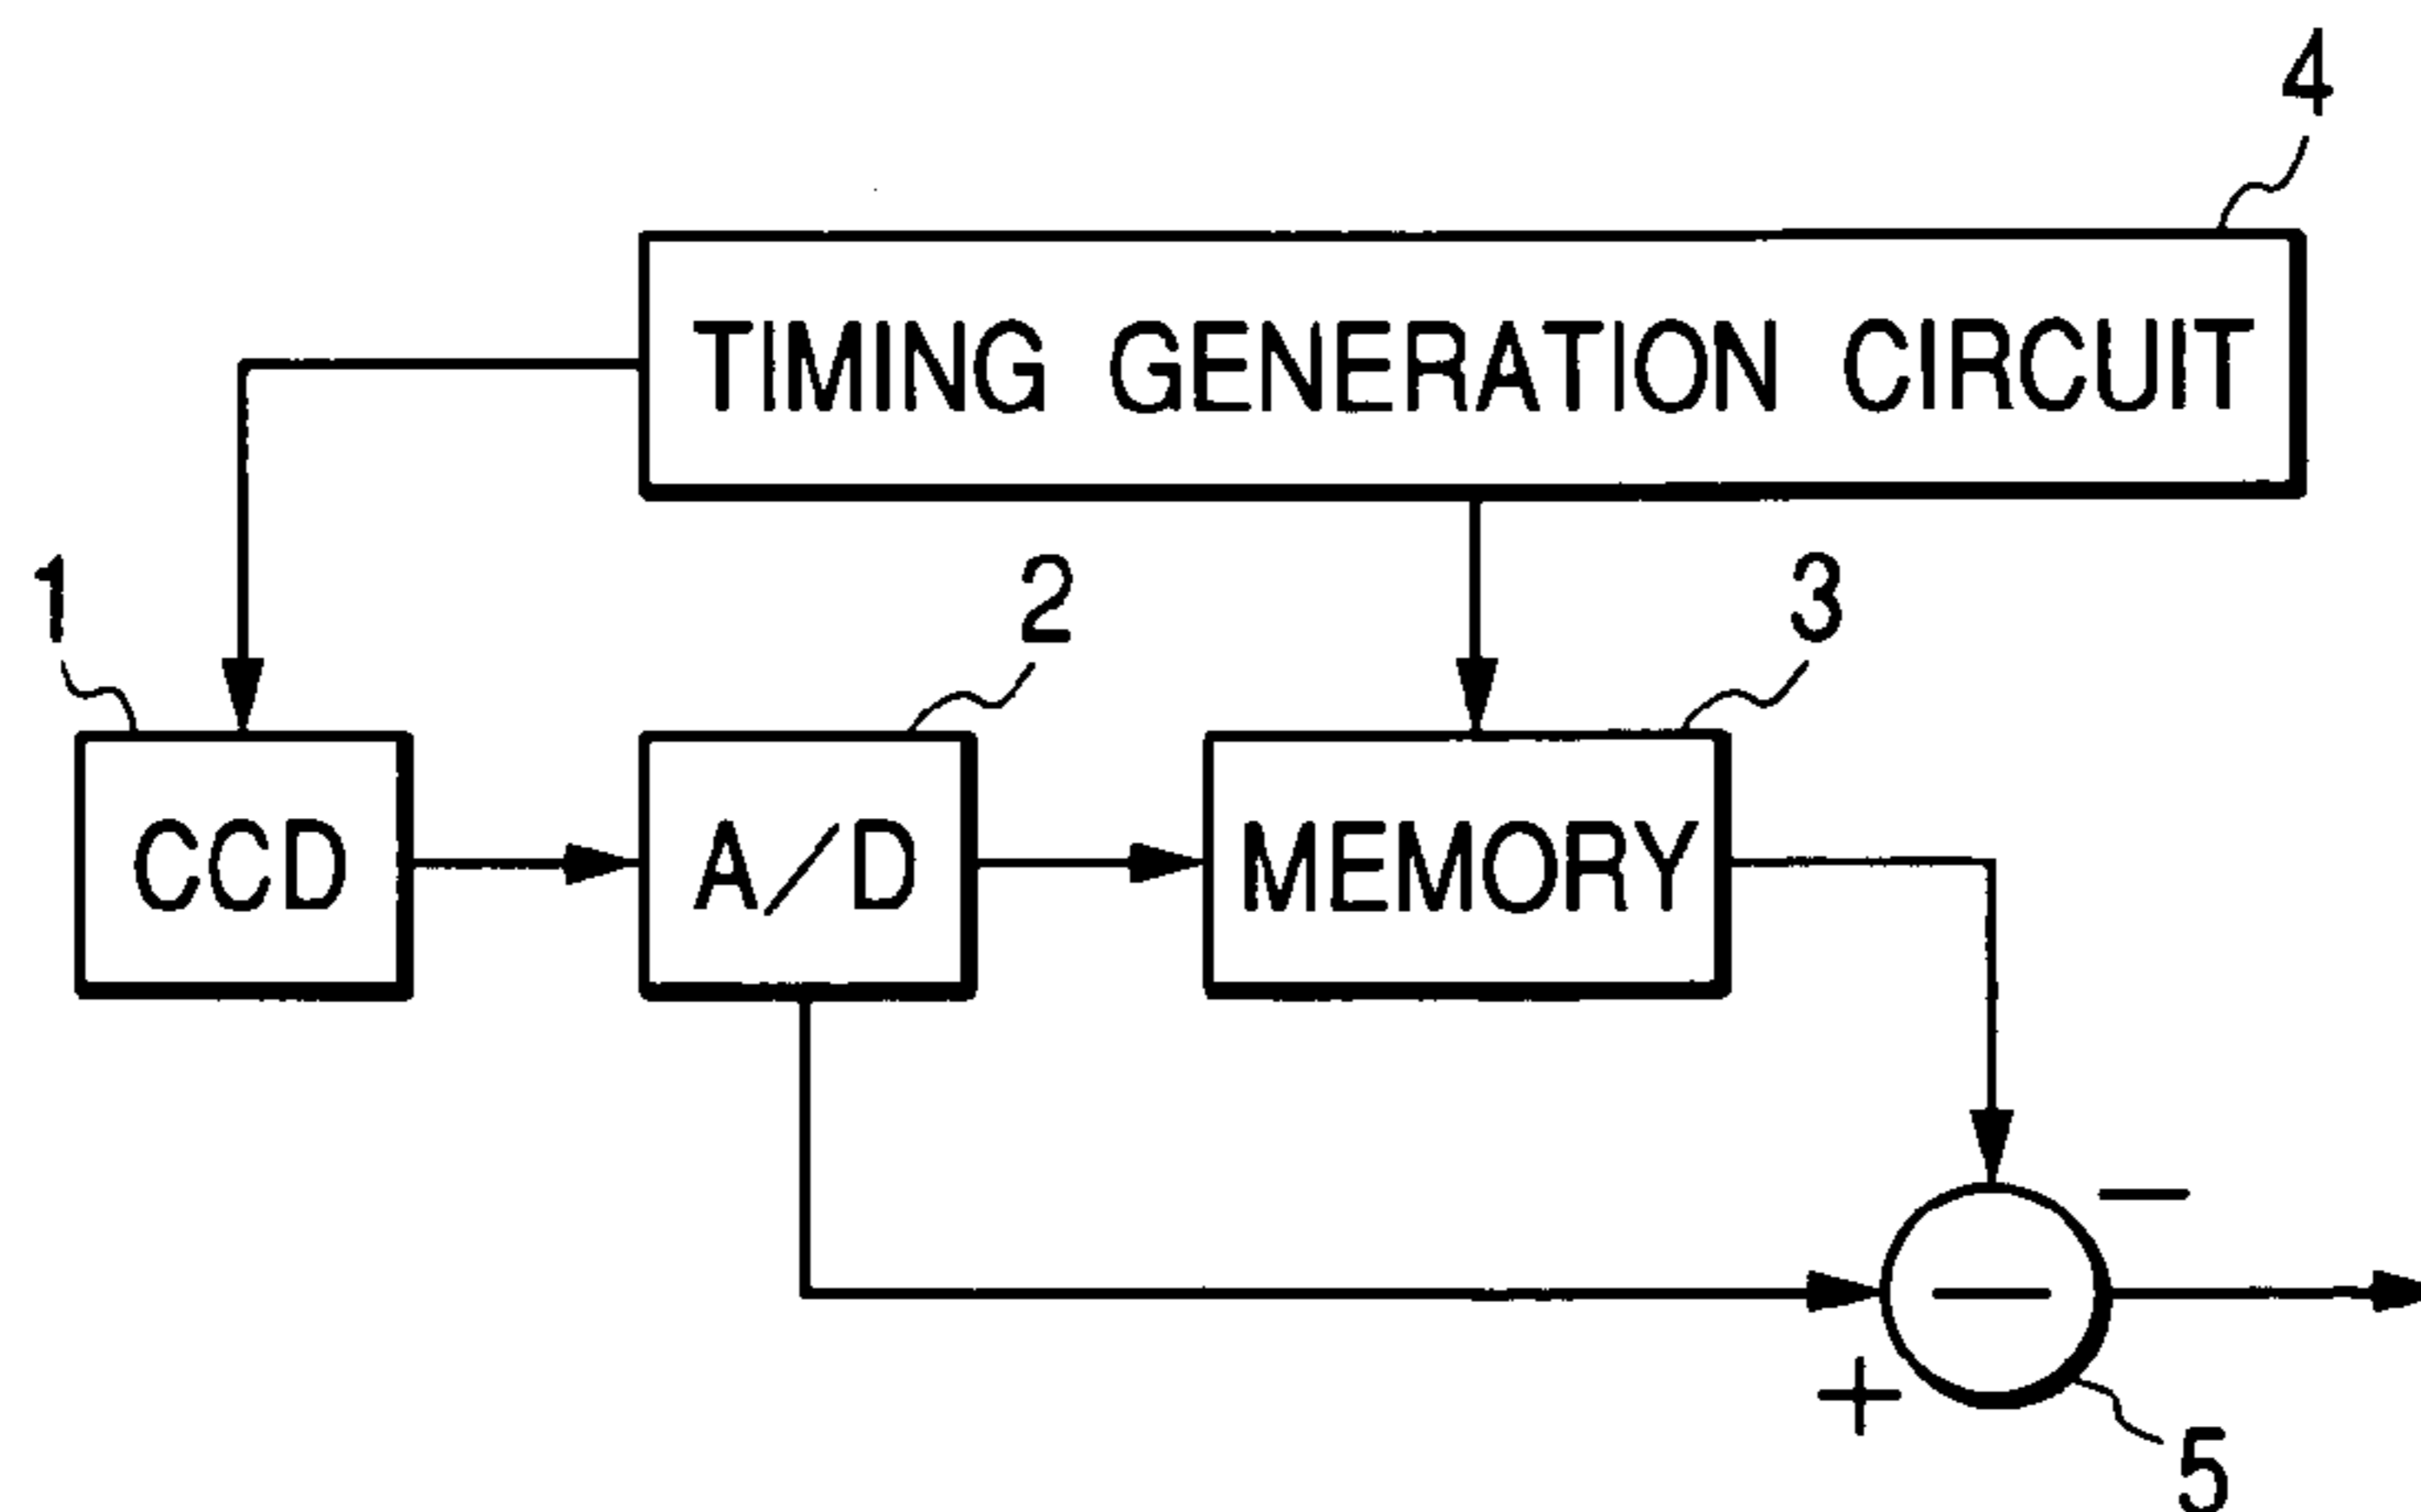 4
TIMING GENERATION CIRCUIT
1
2
3
CCD
A/D
MEMORY
−
−
+
5